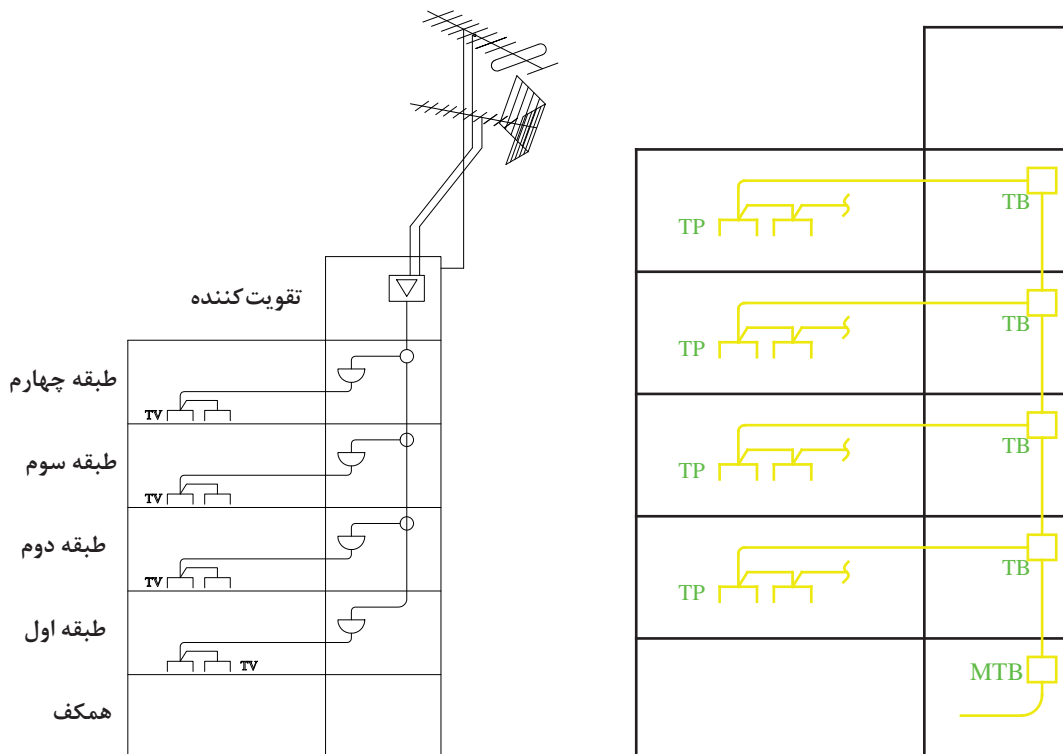 تقویت کننده
طبقه چهارم
TV
طبقه سوم
TV
طبقه دوم
TV
طبقه اول
TV
همکف
TB
TP
TB
TP
TB
TP
TB
TP
MTB